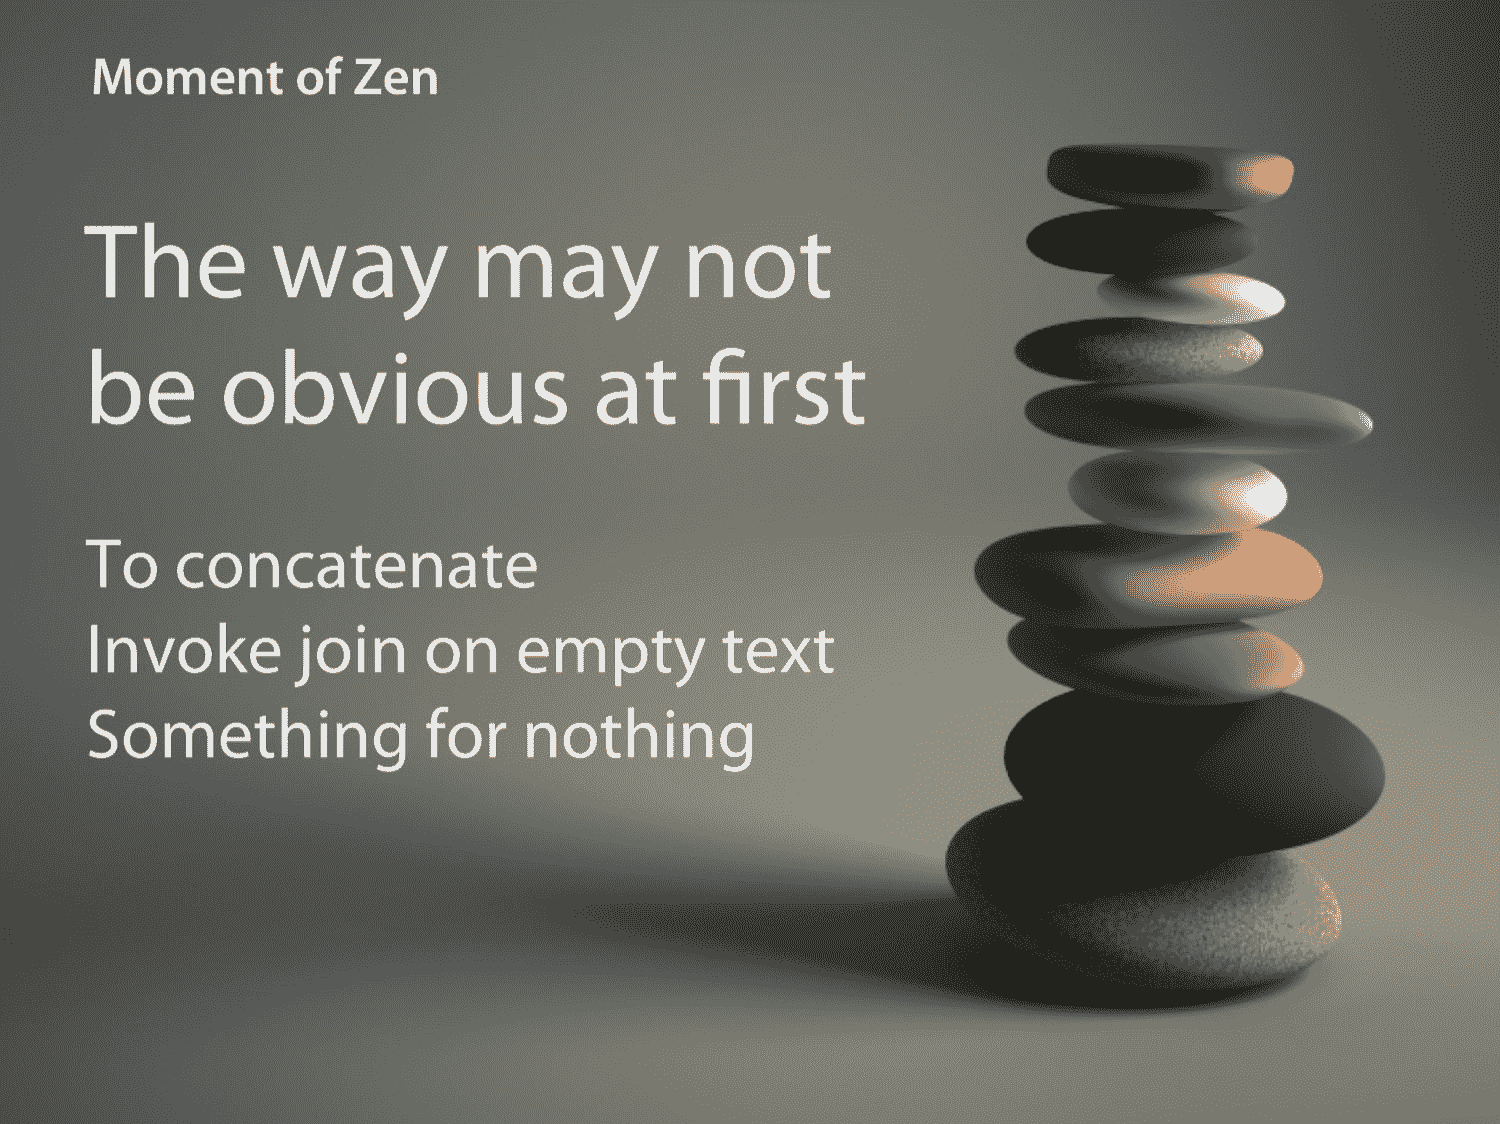 Moment of Zen
The way may not
be obvious at first
To concatenate
Invoke join on empty text
Something for nothing